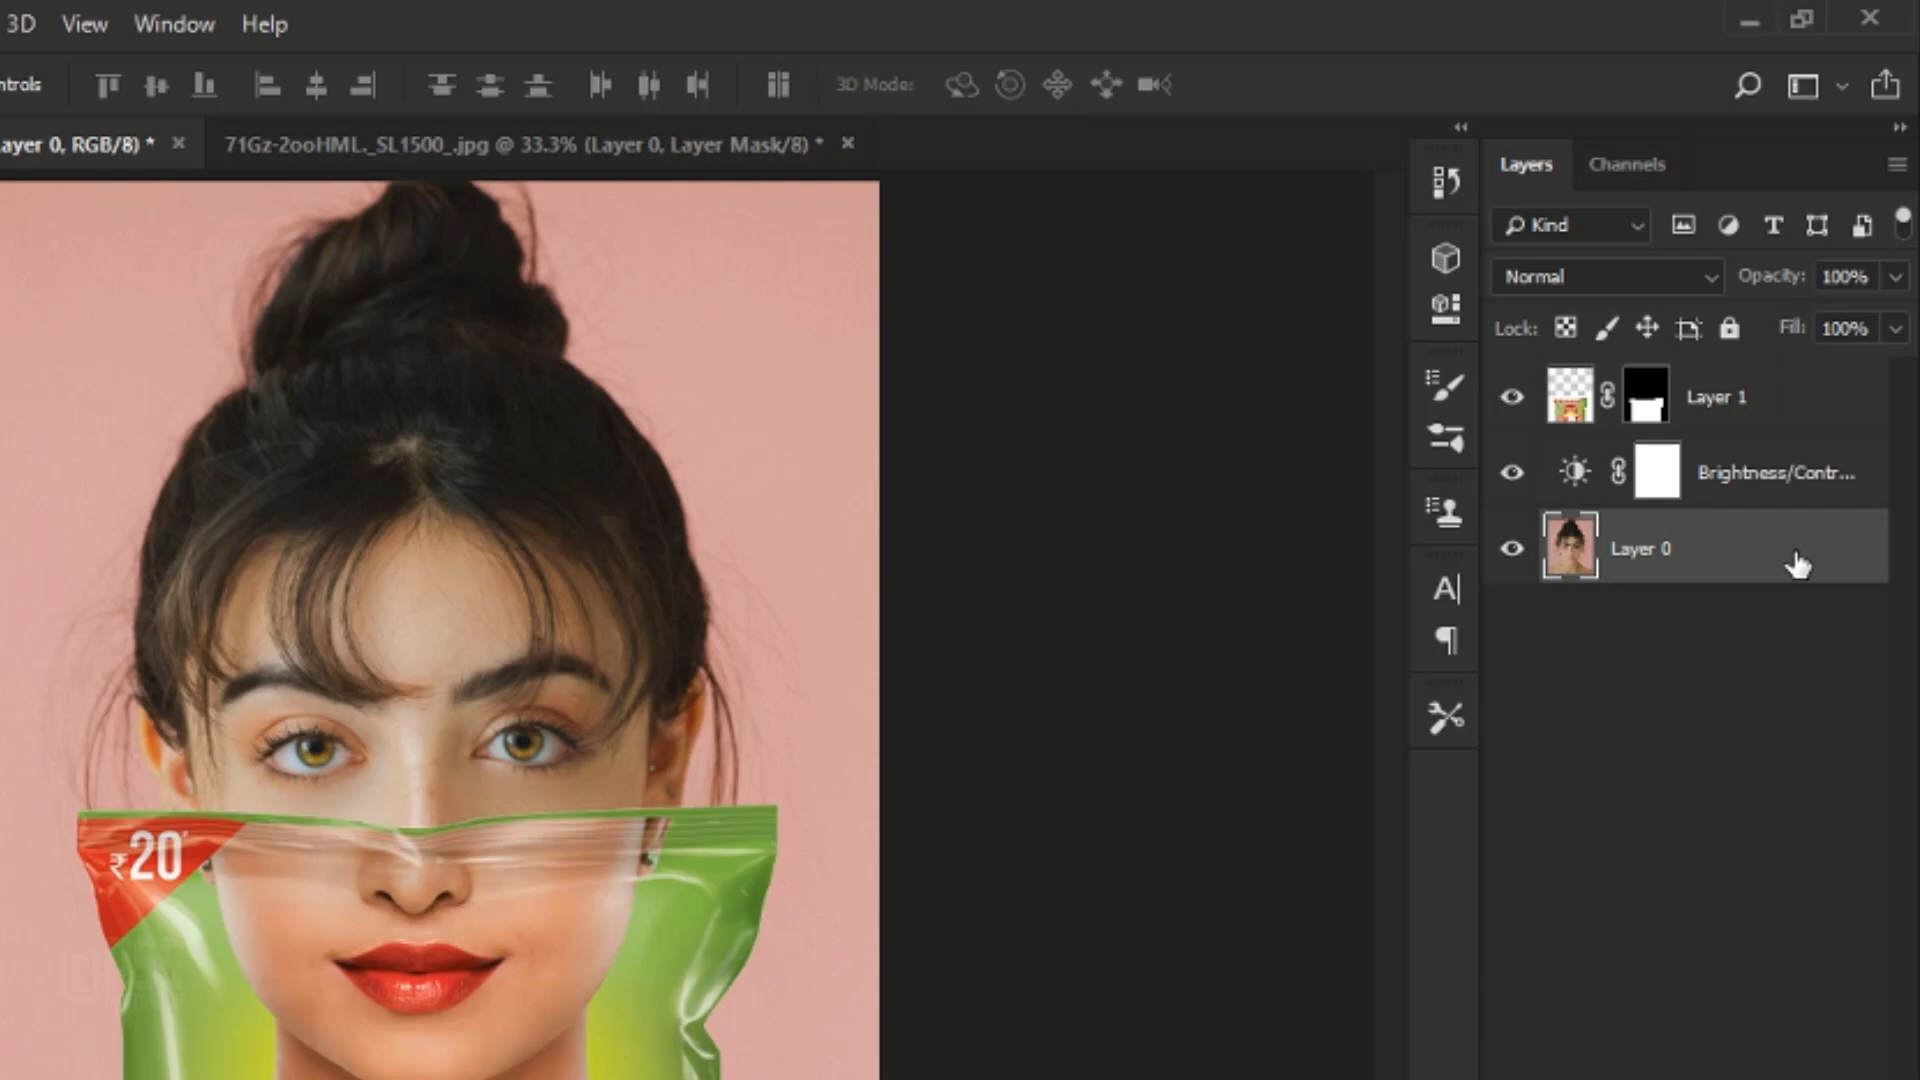 3D View Window Help
ntrols
3D Mode:
ayer 0, RGB/8) * × 71Gz-2ooHML._SL1500_.jpg @ 33.3% (Layer 0, Layer Mask/8) * ×
Layers Channels
Kind
Normal Opacity: 100%
Lock: Fill: 100%
Layer 1
Brightness/Contr...
Layer 0
₹20